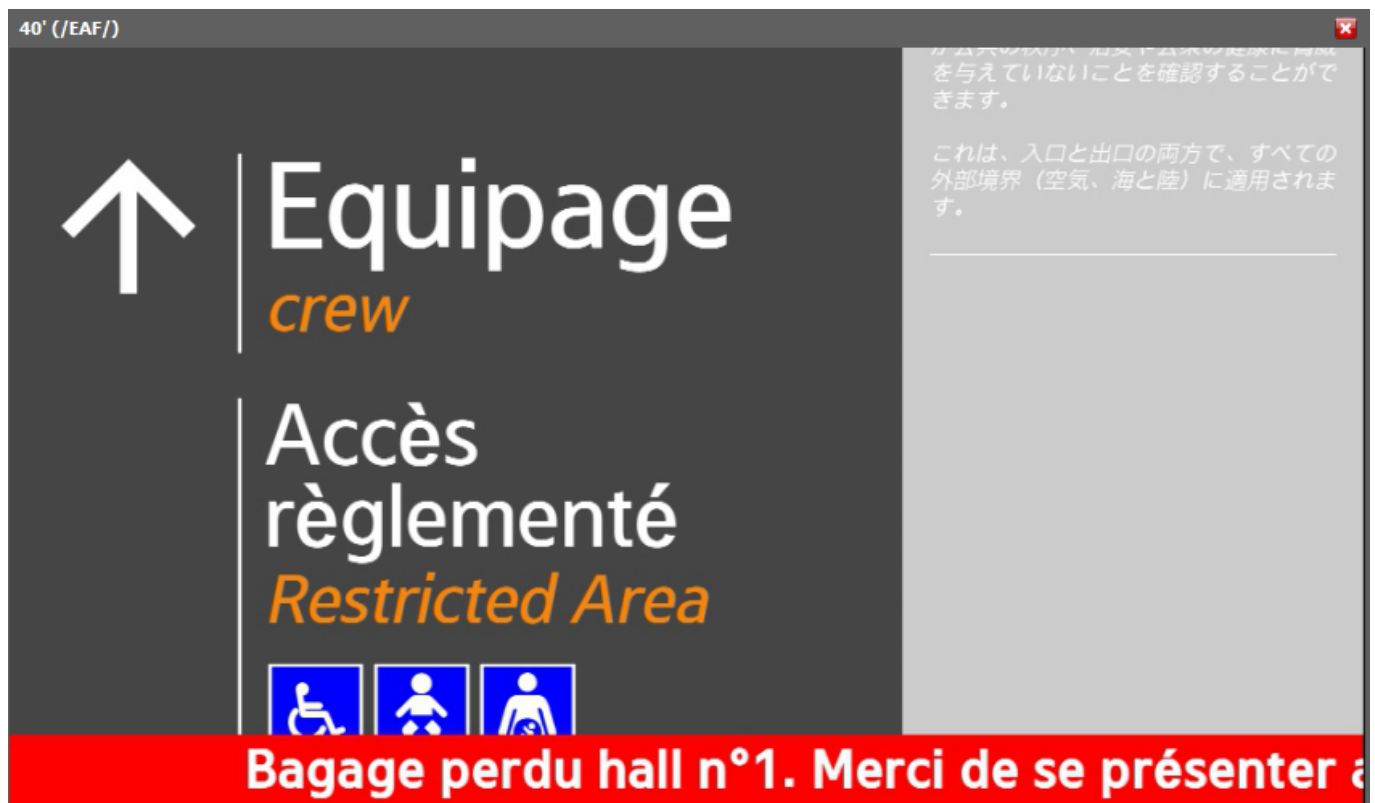 40' (/EAF/)
Equipage
crew
Accès
règlementé
Restricted Area
を与えていないことを確認することがで
きます。
これは、入口と出口の両方で、すべての
外部境界（空気、海と陸）に適用されま
す。
Bagage perdu hall n°1. Merci de se présenter